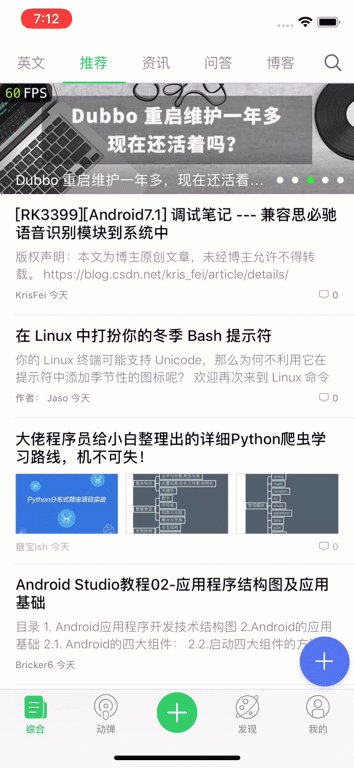 7:12
英文 推荐 资讯 问答 博客
60 FPS
Dubbo 重启维护一年多
现在还活着吗?
Dubbo 重启维护一年多，现在还活着...
[RK3399][Android7.1] 调试笔记 --- 兼容思必驰
语音识别模块到系统中
版权声明：本文为博主原创文章，未经博主允许不得转
载。 https://blog.csdn.net/kris_fei/article/details/
KrisFei 今天 0
在 Linux 中打扮你的冬季 Bash 提示符
你的 Linux 终端可能支持 Unicode，那么为何不利用它在
提示符中添加季节性的图标呢？ 欢迎再次来到 Linux 命令
作者： Jaso 今天 0
大佬程序员给小白整理出的详细Python爬虫学
习路线，机不可失！
Python分布式爬虫项目实战
糖宝lsh 今天 0
Android Studio教程02-应用程序结构图及应用
基础
目录 1. Android应用程序开发技术结构图 2.Android的应用
基础 2.1. Android的四大组件： 2.2.启动四大组件的方
Bricker6 今天
综合 动弹 发现 我的